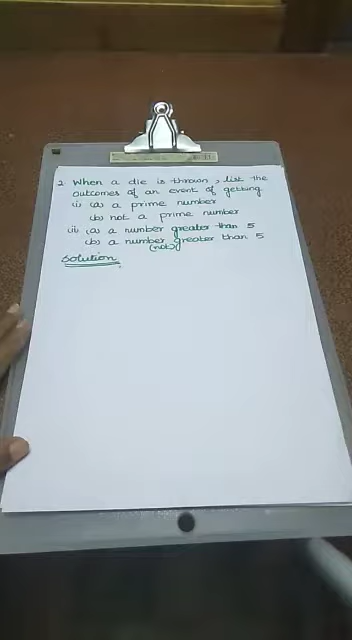 2. When a die is thrown, list the
outcomes of an event of getting
(i) (a) a prime number
(b) not a prime number
(ii) (a) a number greater than 5
(b) a number greater than 5
(not)
Solution